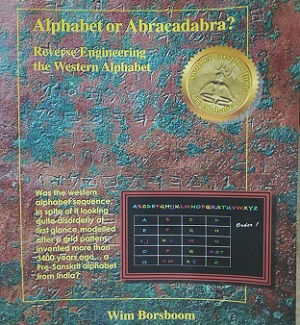 Alphabet or Abracadabra?
Reverse Engineering
the Western Alphabet
Was the western
alphabet sequence,
in spite of it looking
quite disorderly at
first glance, modelled
after a grid pattern
invented more than
3400 years ago... a
Pre-Sanskrit alphabet
from India?
ABCDEFGHIJKLMNOPQRSTUVWXYZ
Order !
Wim Borsboom